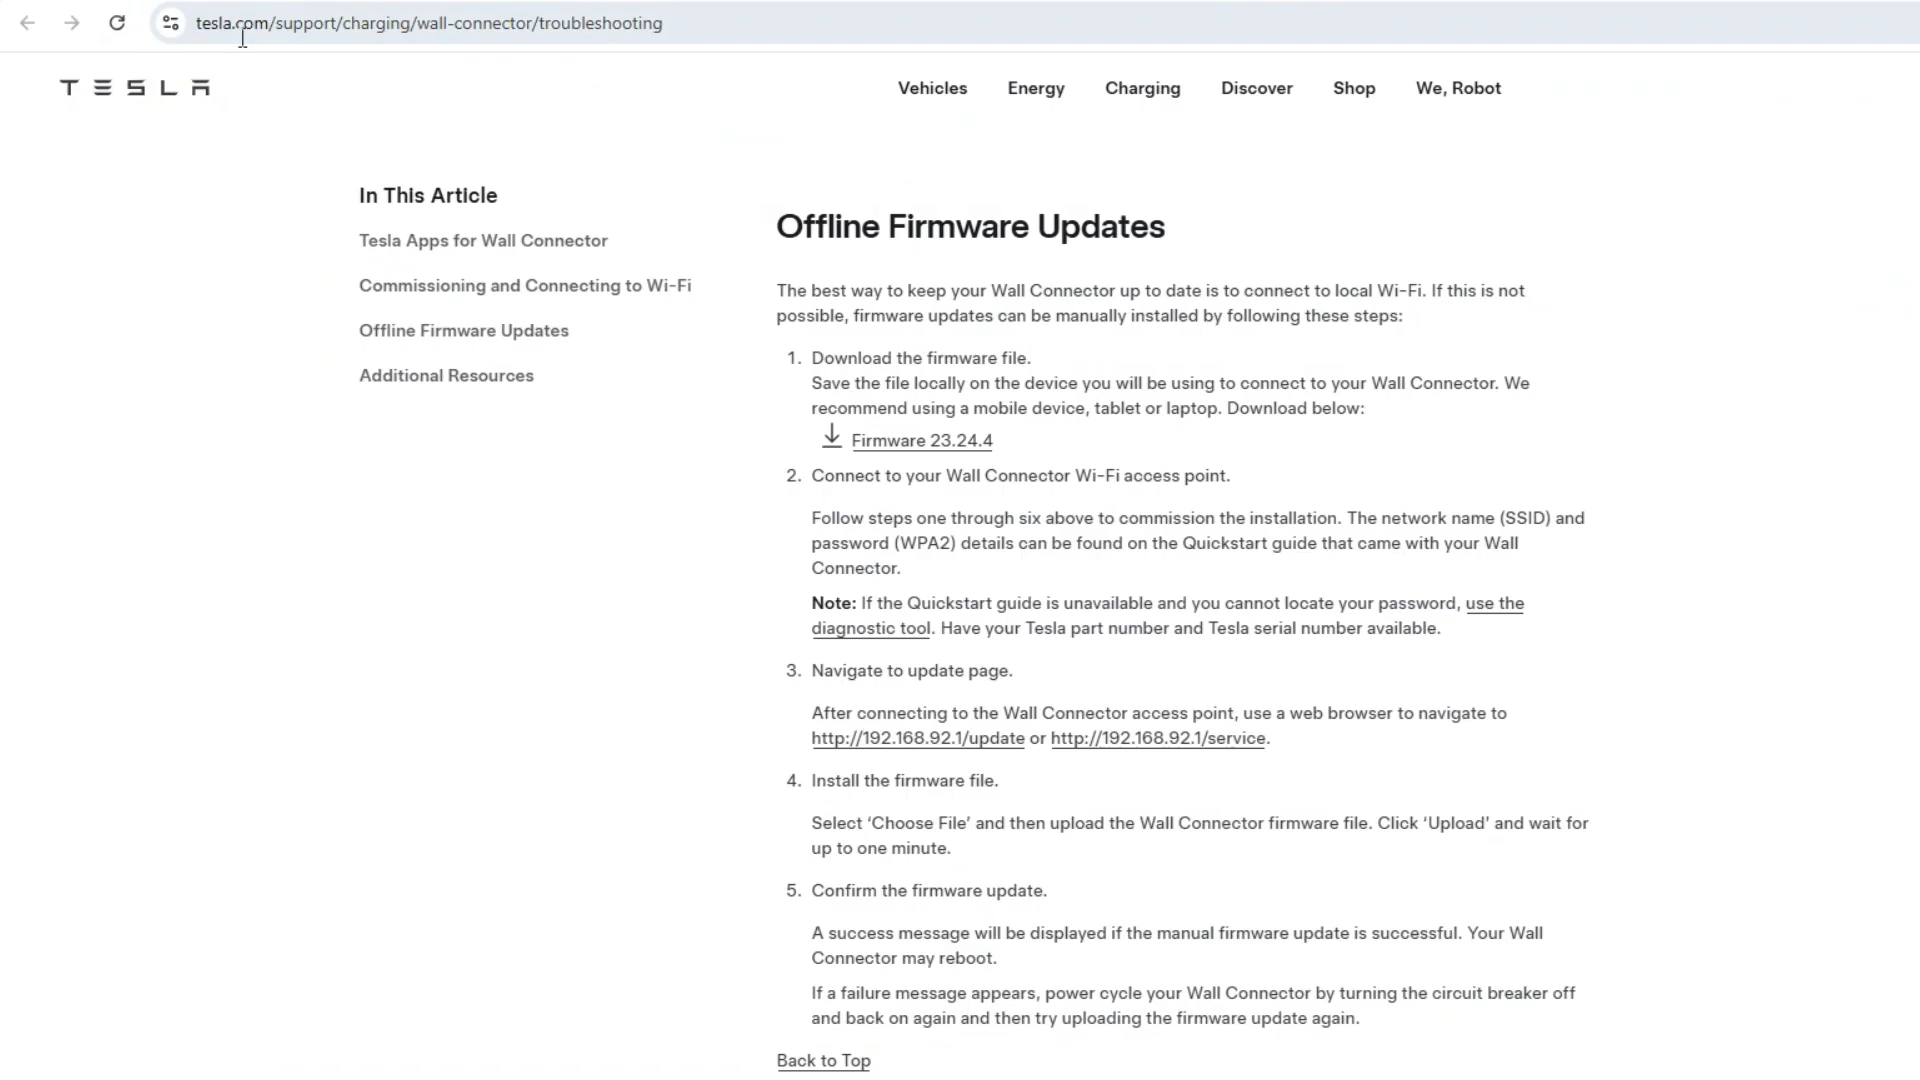 tesla.com/support/charging/wall-connector/troubleshooting
TESLA
Vehicles Energy Charging Discover Shop We, Robot
In This Article
Tesla Apps for Wall Connector
Commissioning and Connecting to Wi-Fi
Offline Firmware Updates
Additional Resources
Offline Firmware Updates
The best way to keep your Wall Connector up to date is to connect to local Wi-Fi. If this is not
possible, firmware updates can be manually installed by following these steps:
1. Download the firmware file.
Save the file locally on the device you will be using to connect to your Wall Connector. We
recommend using a mobile device, tablet or laptop. Download below:
Firmware 23.24.4
2. Connect to your Wall Connector Wi-Fi access point.
Follow steps one through six above to commission the installation. The network name (SSID) and
password (WPA2) details can be found on the Quickstart guide that came with your Wall
Connector.
Note: If the Quickstart guide is unavailable and you cannot locate your password, use the
diagnostic tool. Have your Tesla part number and Tesla serial number available.
3. Navigate to update page.
After connecting to the Wall Connector access point, use a web browser to navigate to
http://192.168.92.1/update or http://192.168.92.1/service.
4. Install the firmware file.
Select ‘Choose File’ and then upload the Wall Connector firmware file. Click ‘Upload’ and wait for
up to one minute.
5. Confirm the firmware update.
A success message will be displayed if the manual firmware update is successful. Your Wall
Connector may reboot.
If a failure message appears, power cycle your Wall Connector by turning the circuit breaker off
and back on again and then try uploading the firmware update again.
Back to Top